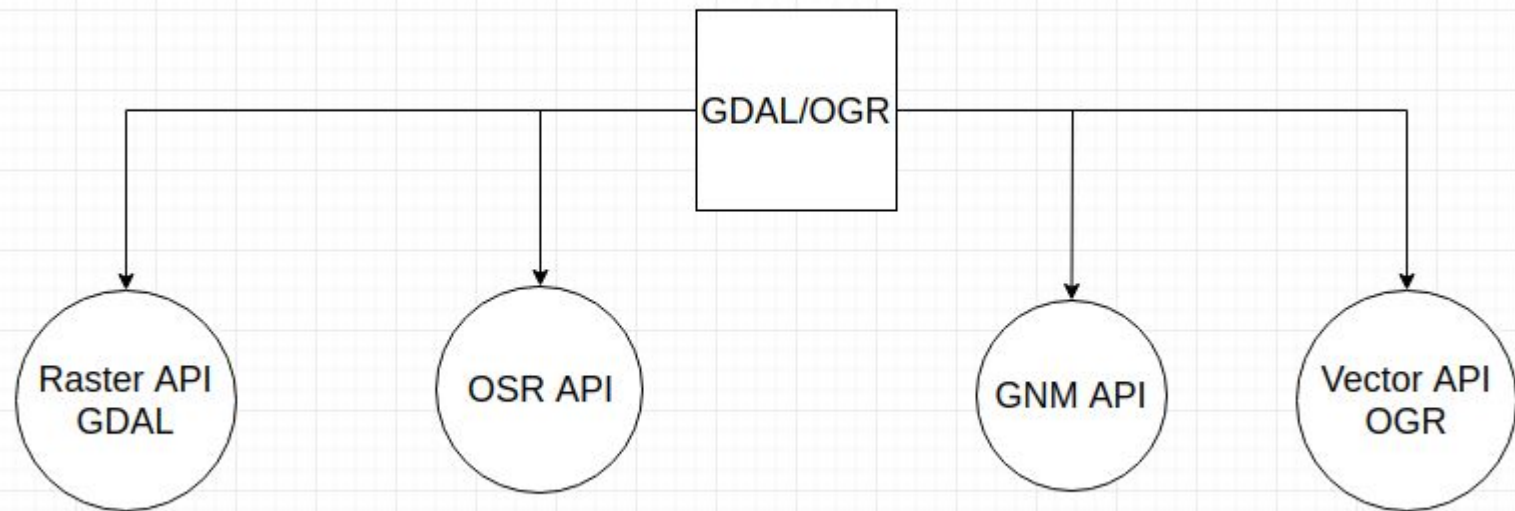 GDAL/OGR
Raster API
GDAL
OSR API
GNM API
Vector API
OGR